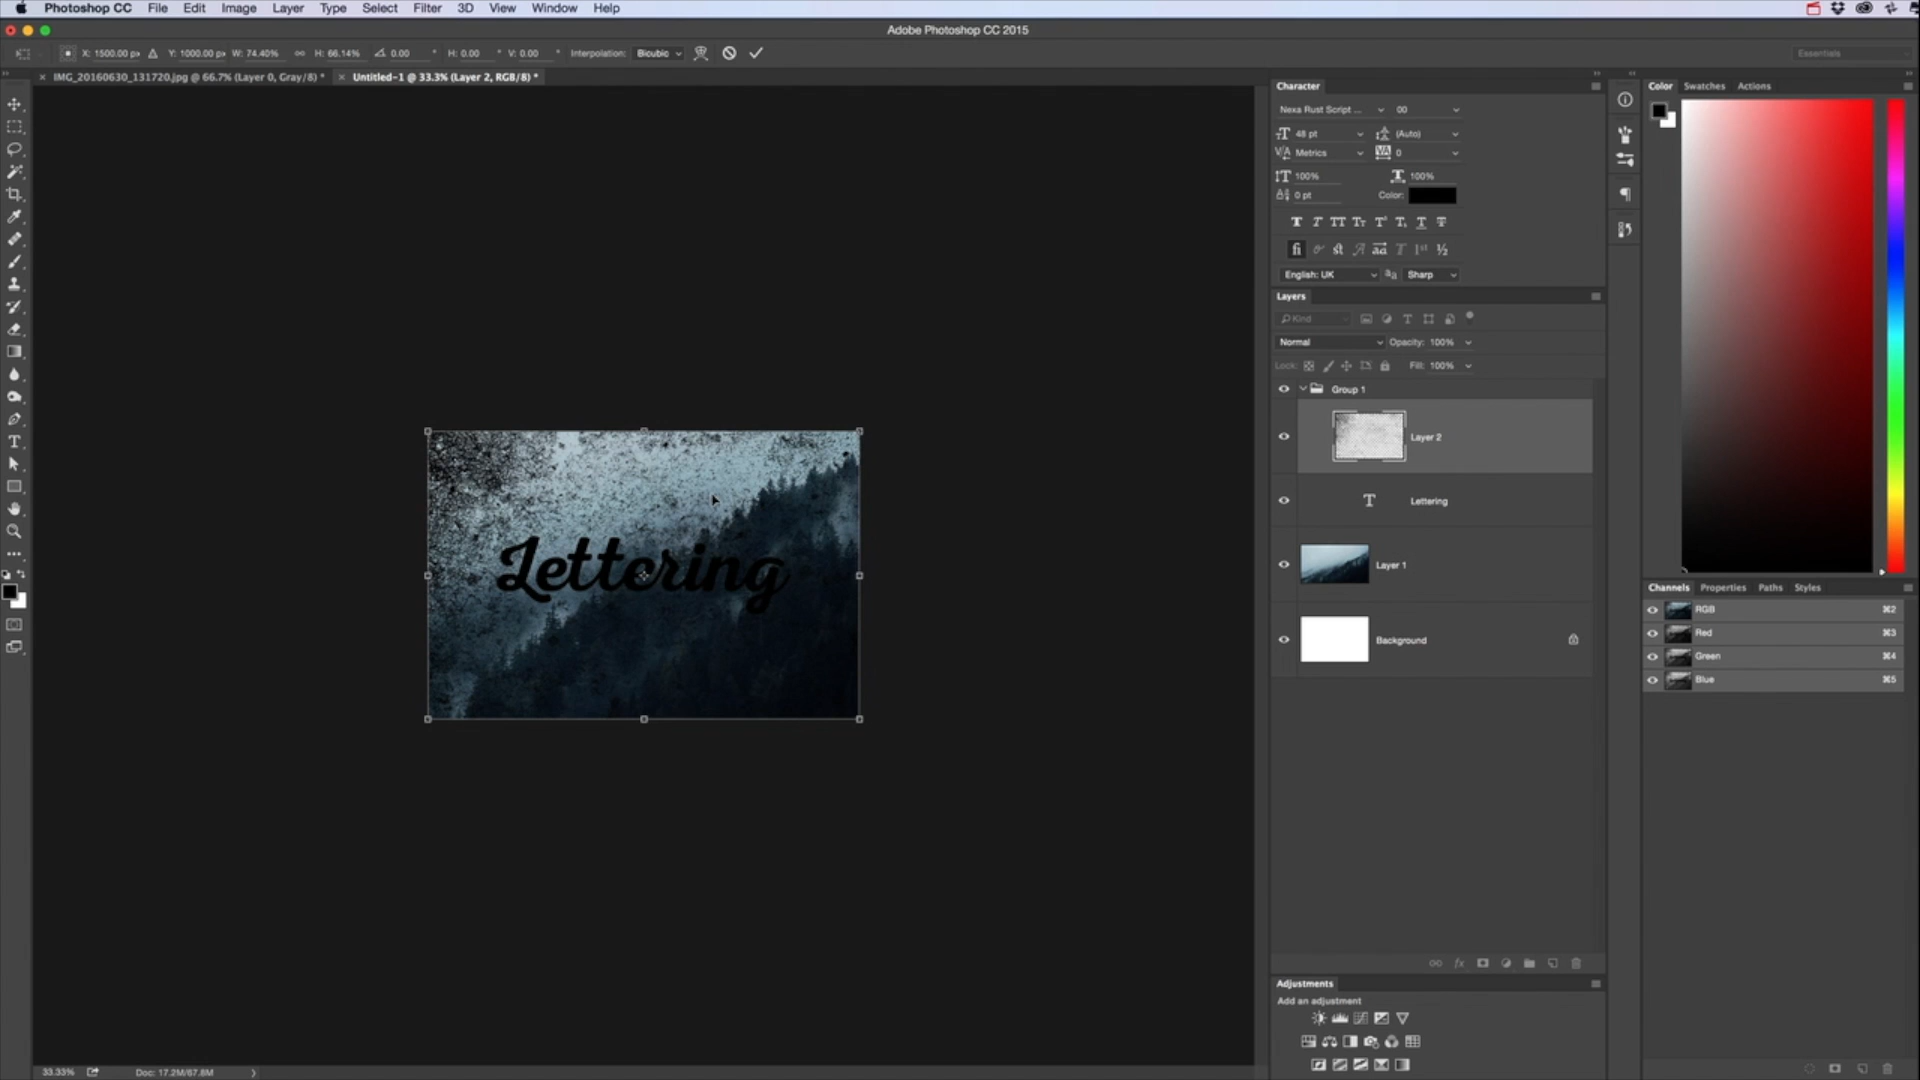 Photoshop CC File Edit Image Layer Type Select Filter 3D View Window Help
Adobe Photoshop CC 2015
X: 1500.00 px Y: 1000.00 px W: 74.40% H: 66.14% 0.00 ° H: 0.00 ° V: 0.00 ° Interpolation: Bicubic Essentials
× IMG_20160630_131720.jpg @ 66.7% (Layer 0, Gray/8) * × Untitled-1 @ 33.3% (Layer 2, RGB/8) *
Character
Nexa Rust Script ... 00
48 pt (Auto)
Metrics 0
100% 100%
0 pt Color:
English: UK Sharp
Layers
Kind
Normal Opacity: 100%
Lock: Fill: 100%
Group 1
Layer 2
Lettering
Layer 1
Background
Lettering
Adjustments
Add an adjustment
Color Swatches Actions
Channels Properties Paths Styles
RGB ⌘2
Red ⌘3
Green ⌘4
Blue ⌘5
33.33% Doc: 17.2M/67.8M